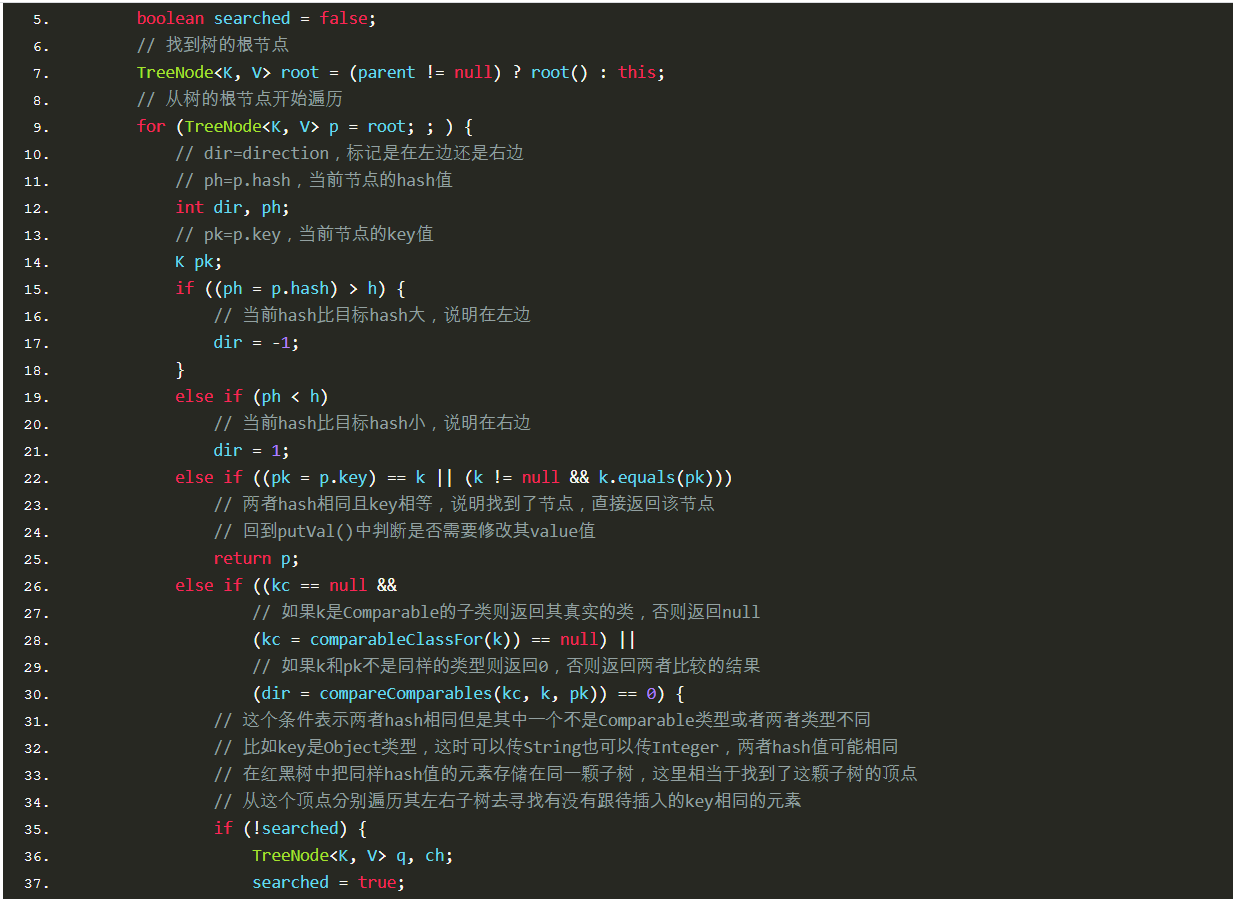 5. boolean searched = false;
6. // 找到树的根节点
7. TreeNode<K, V> root = (parent != null) ? root() : this;
8. // 从树的根节点开始遍历
9. for (TreeNode<K, V> p = root; ; ) {
10. // dir=direction，标记是在左边还是右边
11. // ph=p.hash，当前节点的hash值
12. int dir, ph;
13. // pk=p.key，当前节点的key值
14. K pk;
15. if ((ph = p.hash) > h) {
16. // 当前hash比目标hash大，说明在左边
17. dir = -1;
18. }
19. else if (ph < h)
20. // 当前hash比目标hash小，说明在右边
21. dir = 1;
22. else if ((pk = p.key) == k || (k != null && k.equals(pk)))
23. // 两者hash相同且key相等，说明找到了节点，直接返回该节点
24. // 回到putVal()中判断是否需要修改其value值
25. return p;
26. else if ((kc == null &&
27. // 如果k是Comparable的子类则返回其真实的类，否则返回null
28. (kc = comparableClassFor(k)) == null) ||
29. // 如果k和pk不是同样的类型则返回0，否则返回两者比较的结果
30. (dir = compareComparables(kc, k, pk)) == 0) {
31. // 这个条件表示两者hash相同但是其中一个不是Comparable类型或者两者类型不同
32. // 比如key是Object类型，这时可以传String也可以传Integer，两者hash值可能相同
33. // 在红黑树中把同样hash值的元素存储在同一颗子树，这里相当于找到了这颗子树的顶点
34. // 从这个顶点分别遍历其左右子树去寻找有没有跟待插入的key相同的元素
35. if (!searched) {
36. TreeNode<K, V> q, ch;
37. searched = true;